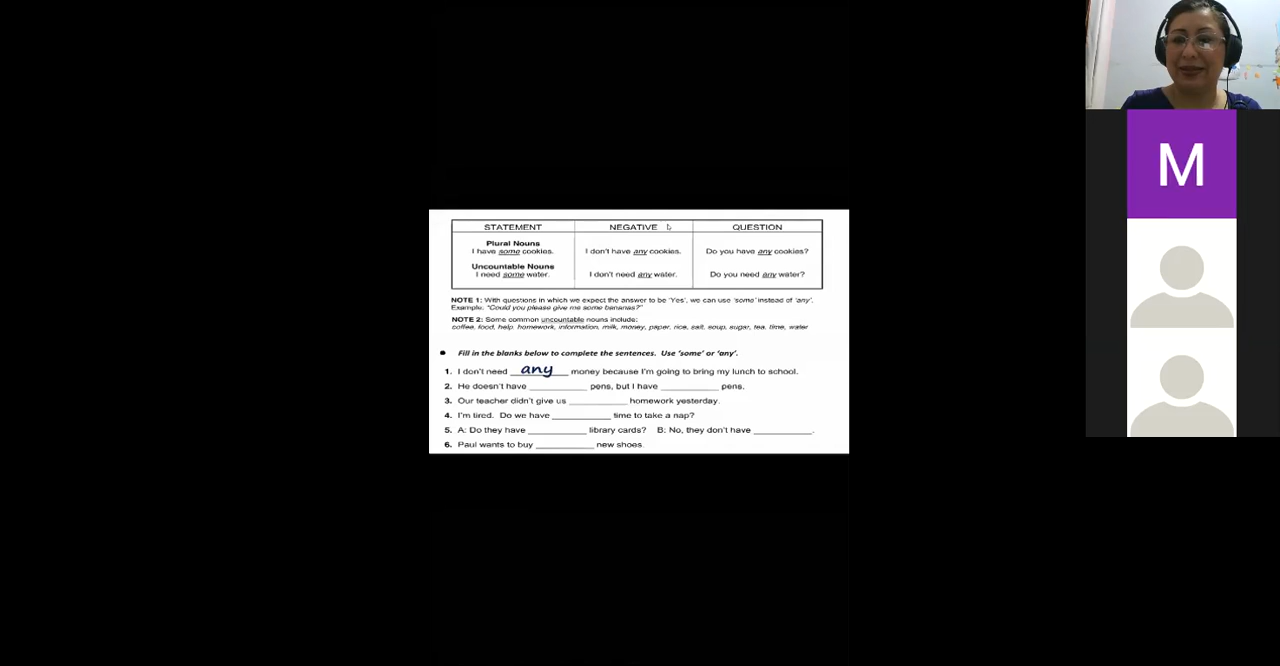 M
STATEMENT NEGATIVE QUESTION
Plural Nouns
I have some cookies. I don't have any cookies. Do you have any cookies?
Uncountable Nouns
I need some water. I don't need any water. Do you need any water?
NOTE 1: With questions in which we expect the answer to be 'Yes', we can use 'some' instead of 'any'.
Example: "Could you please give me some bananas?"
NOTE 2: Some common uncountable nouns include:
coffee, food, help, homework, information, milk, money, paper, rice, salt, soup, sugar, tea, time, water
Fill in the blanks below to complete the sentences. Use 'some' or 'any'.
1. I don't need any money because I'm going to bring my lunch to school.
2. He doesn't have __________ pens, but I have __________ pens.
3. Our teacher didn't give us __________ homework yesterday.
4. I'm tired. Do we have __________ time to take a nap?
5. A: Do they have __________ library cards? B: No, they don't have __________.
6. Paul wants to buy __________ new shoes.